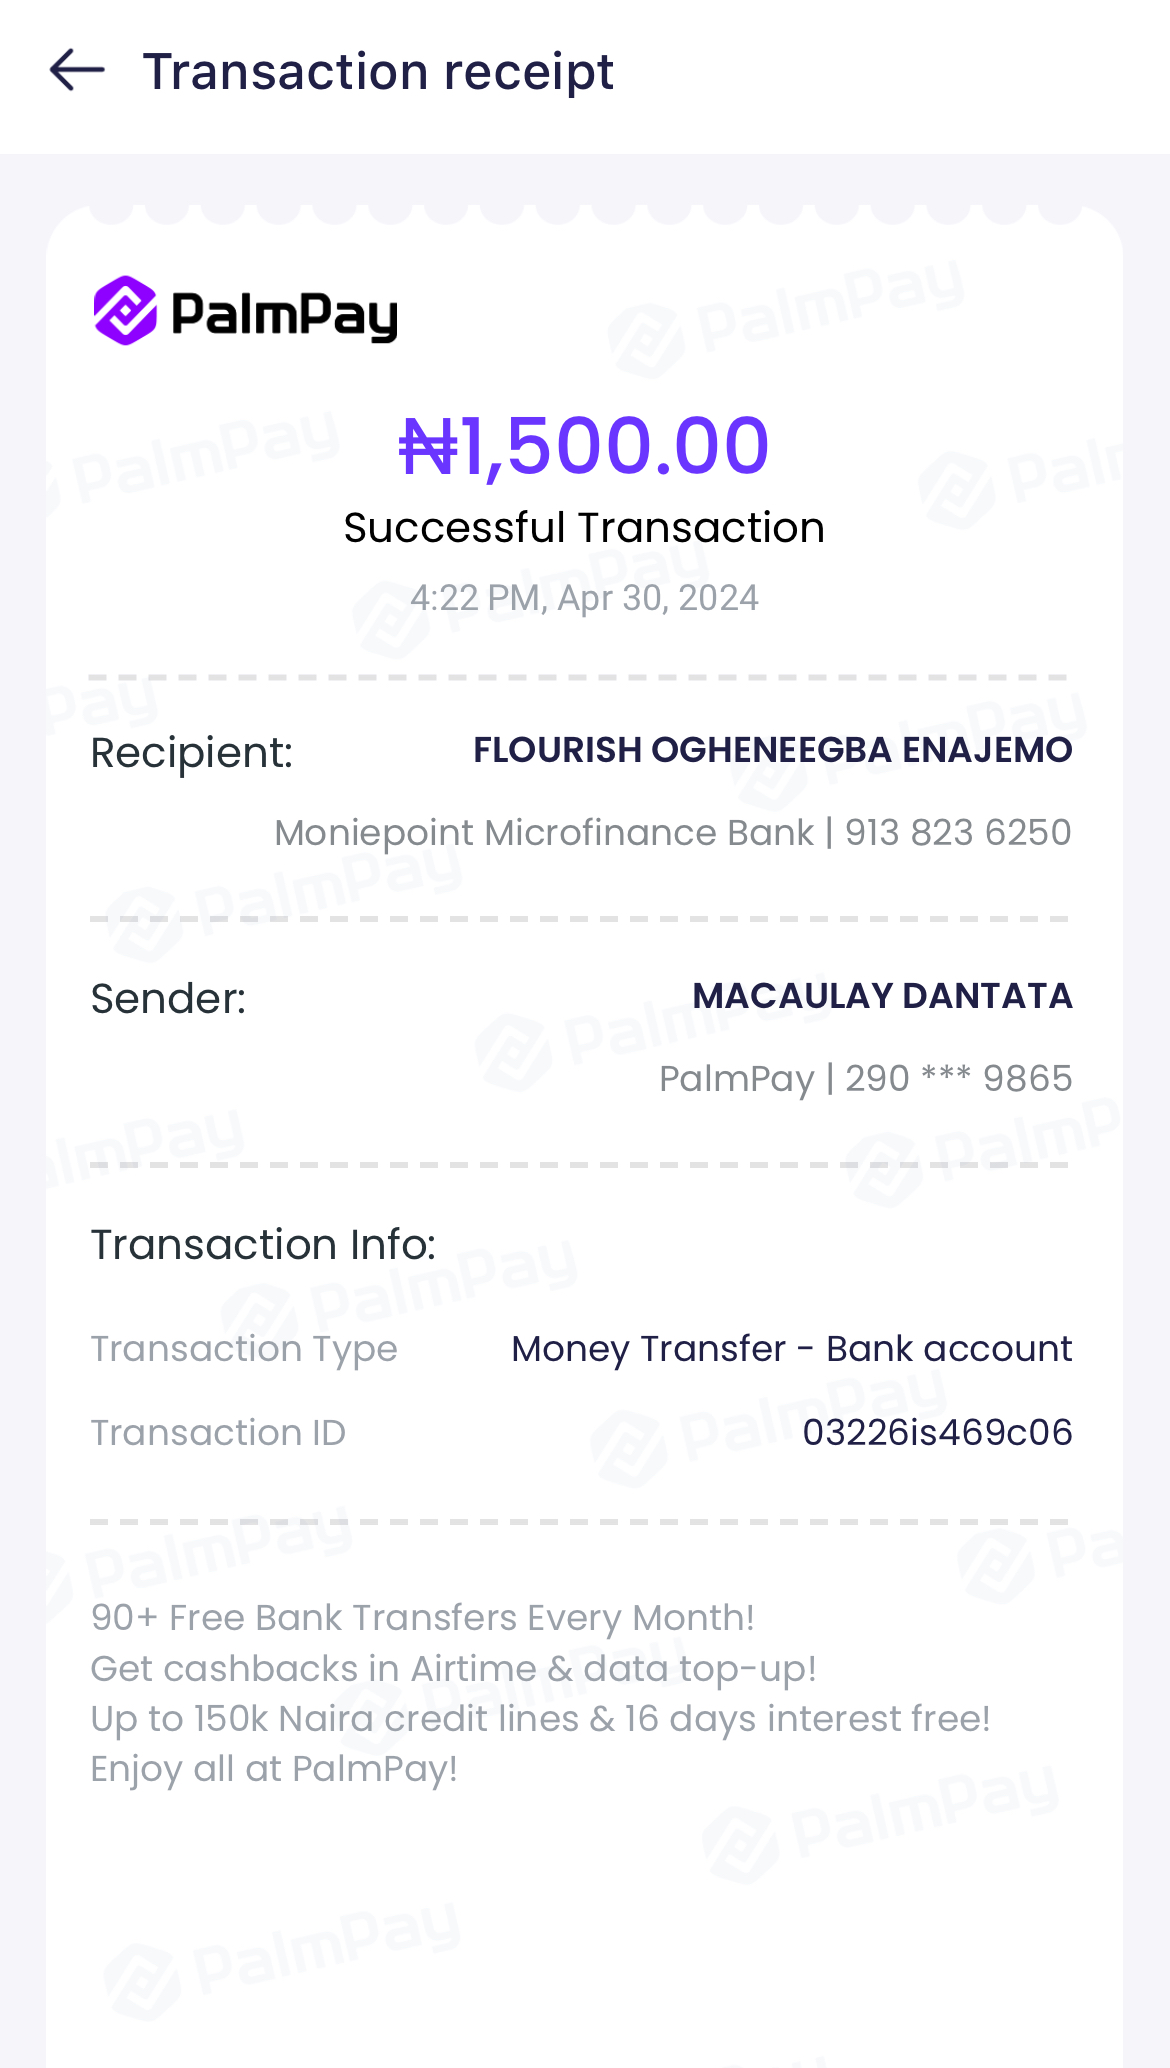 Transaction receipt
PalmPay
₦1,500.00
Successful Transaction
4:22 PM, Apr 30, 2024
Recipient: FLOURISH OGHENEEGBA ENAJEMO
Moniepoint Microfinance Bank | 913 823 6250
Sender: MACAULAY DANTATA
PalmPay | 290 *** 9865
Transaction Info:
Transaction Type Money Transfer - Bank account
Transaction ID 03226is469c06
90+ Free Bank Transfers Every Month!
Get cashbacks in Airtime & data top-up!
Up to 150k Naira credit lines & 16 days interest free!
Enjoy all at PalmPay!